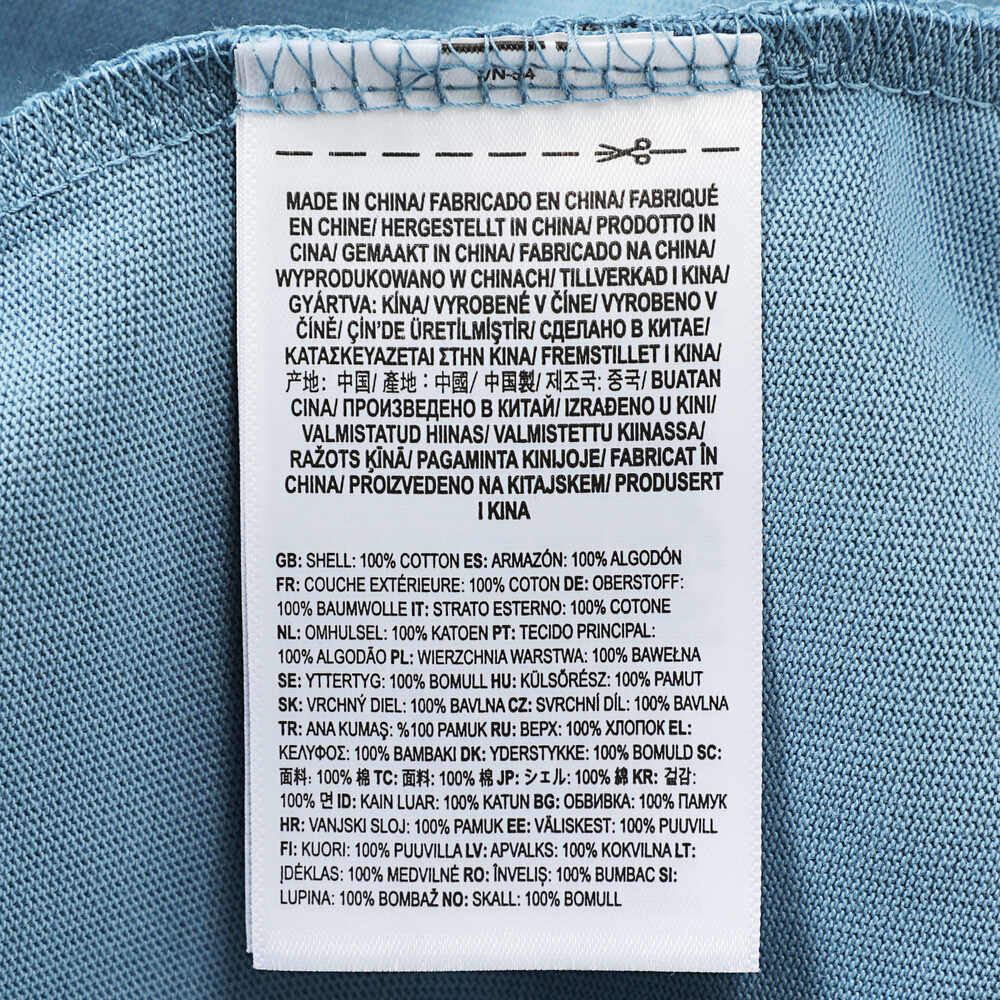 MADE IN CHINA/ FABRICADO EN CHINA/ FABRIQUÉ
EN CHINE/ HERGESTELLT IN CHINA/ PRODOTTO IN
CINA/ GEMAAKT IN CHINA/ FABRICADO NA CHINA/
WYPRODUKOWANO W CHINACH/ TILLVERKAD I KINA/
GYÁRTVA: KÍNA/ VYROBENÉ V ČÍNE/ VYROBENO V
ČÍNĚ/ ÇİN'DE ÜRETİLMİŞTİR/ СДЕЛАНО В КИТАЕ/
ΚΑΤΑΣΚΕΥΑΖΕΤΑΙ ΣΤΗΝ ΚΙΝΑ/ FREMSTILLET I KINA/
产地: 中国/ 產地: 中國/ 中国製/ 제조국: 중국/ BUATAN
CINA/ ПРОИЗВЕДЕНО В КИТАЙ/ IZRAĐENO U KINI/
VALMISTATUD HIINAS/ VALMISTETTU KIINASSA/
RAŽOTS ĶĪNĀ/ PAGAMINTA KINIJOJE/ FABRICAT ÎN
CHINA/ PROIZVEDENO NA KITAJSKEM/ PRODUSERT
I KINA
GB: SHELL: 100% COTTON ES: ARMAZÓN: 100% ALGODÓN
FR: COUCHE EXTÉRIEURE: 100% COTON DE: OBERSTOFF:
100% BAUMWOLLE IT: STRATO ESTERNO: 100% COTONE
NL: OMHULSEL: 100% KATOEN PT: TECIDO PRINCIPAL:
100% ALGODÃO PL: WIERZCHNIA WARSTWA: 100% BAWEŁNA
SE: YTTERTYG: 100% BOMULL HU: KÜLSŐRÉSZ: 100% PAMUT
SK: VRCHNÝ DIEL: 100% BAVLNA CZ: SVRCHNÍ DÍL: 100% BAVLNA
TR: ANA KUMAŞ: %100 PAMUK RU: ВЕРХ: 100% ХЛОПОК EL:
ΚΕΛΥΦΟΣ: 100% ΒΑΜΒΑΚΙ DK: YDERSTYKKE: 100% BOMULD SC:
面料: 100% 棉 TC: 面料: 100% 棉 JP: シェル: 100% 綿 KR: 겉감:
100% 면 ID: KAIN LUAR: 100% KATUN BG: ОБВИВКА: 100% ПАМУК
HR: VANJSKI SLOJ: 100% PAMUK EE: VÄLISKEST: 100% PUUVILL
FI: KUORI: 100% PUUVILLA LV: APVALKS: 100% KOKVILNA LT:
ĮDĖKLAS: 100% MEDVILNĖ RO: ÎNVELIȘ: 100% BUMBAC SI:
LUPINA: 100% BOMBAŽ NO: SKALL: 100% BOMULL